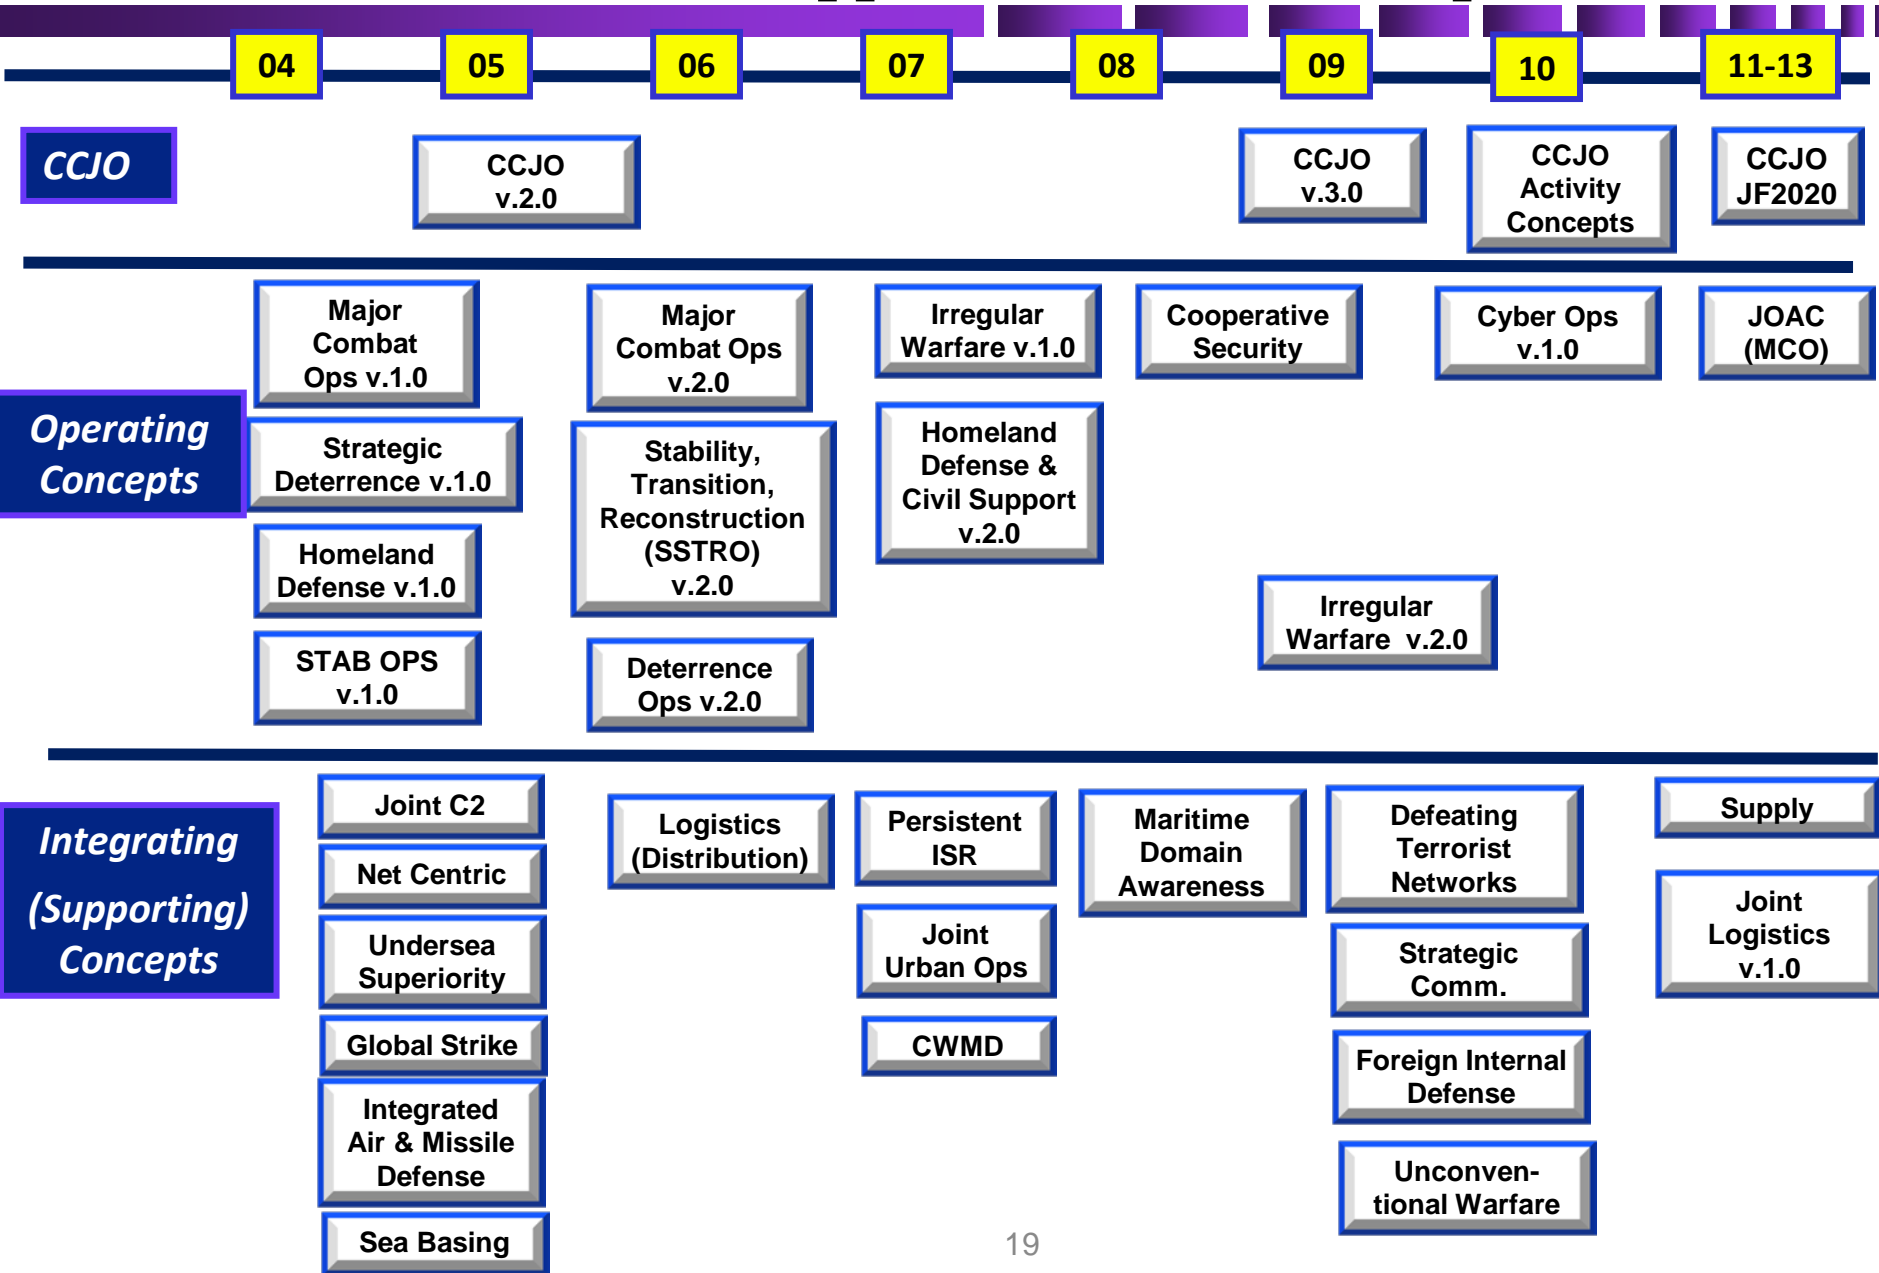 04
05
06
07
08
09
10
11-13
CCJO
CCJO
v.2.0
CCJO
v.3.0
CCJO
Activity
Concepts
CCJO
JF2020
Operating
Concepts
Major
Combat
Ops v.1.0
Strategic
Deterrence v.1.0
Homeland
Defense v.1.0
STAB OPS
v.1.0
Major
Combat Ops
v.2.0
Stability,
Transition,
Reconstruction
(SSTRO)
v.2.0
Deterrence
Ops v.2.0
Irregular
Warfare v.1.0
Homeland
Defense &
Civil Support
v.2.0
Cooperative
Security
Irregular
Warfare v.2.0
Cyber Ops
v.1.0
JOAC
(MCO)
Integrating
(Supporting)
Concepts
Joint C2
Net Centric
Undersea
Superiority
Global Strike
Integrated
Air & Missile
Defense
Sea Basing
Logistics
(Distribution)
Persistent
ISR
Joint
Urban Ops
CWMD
Maritime
Domain
Awareness
Defeating
Terrorist
Networks
Strategic
Comm.
Foreign Internal
Defense
Unconven-
tional Warfare
Supply
Joint
Logistics
v.1.0
19